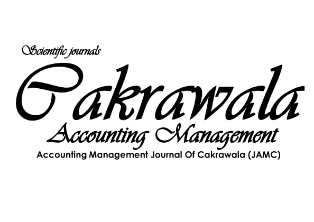 Scientific journals
Cakrawala
Accounting Management
Accounting Management Journal Of Cakrawala (JAMC)